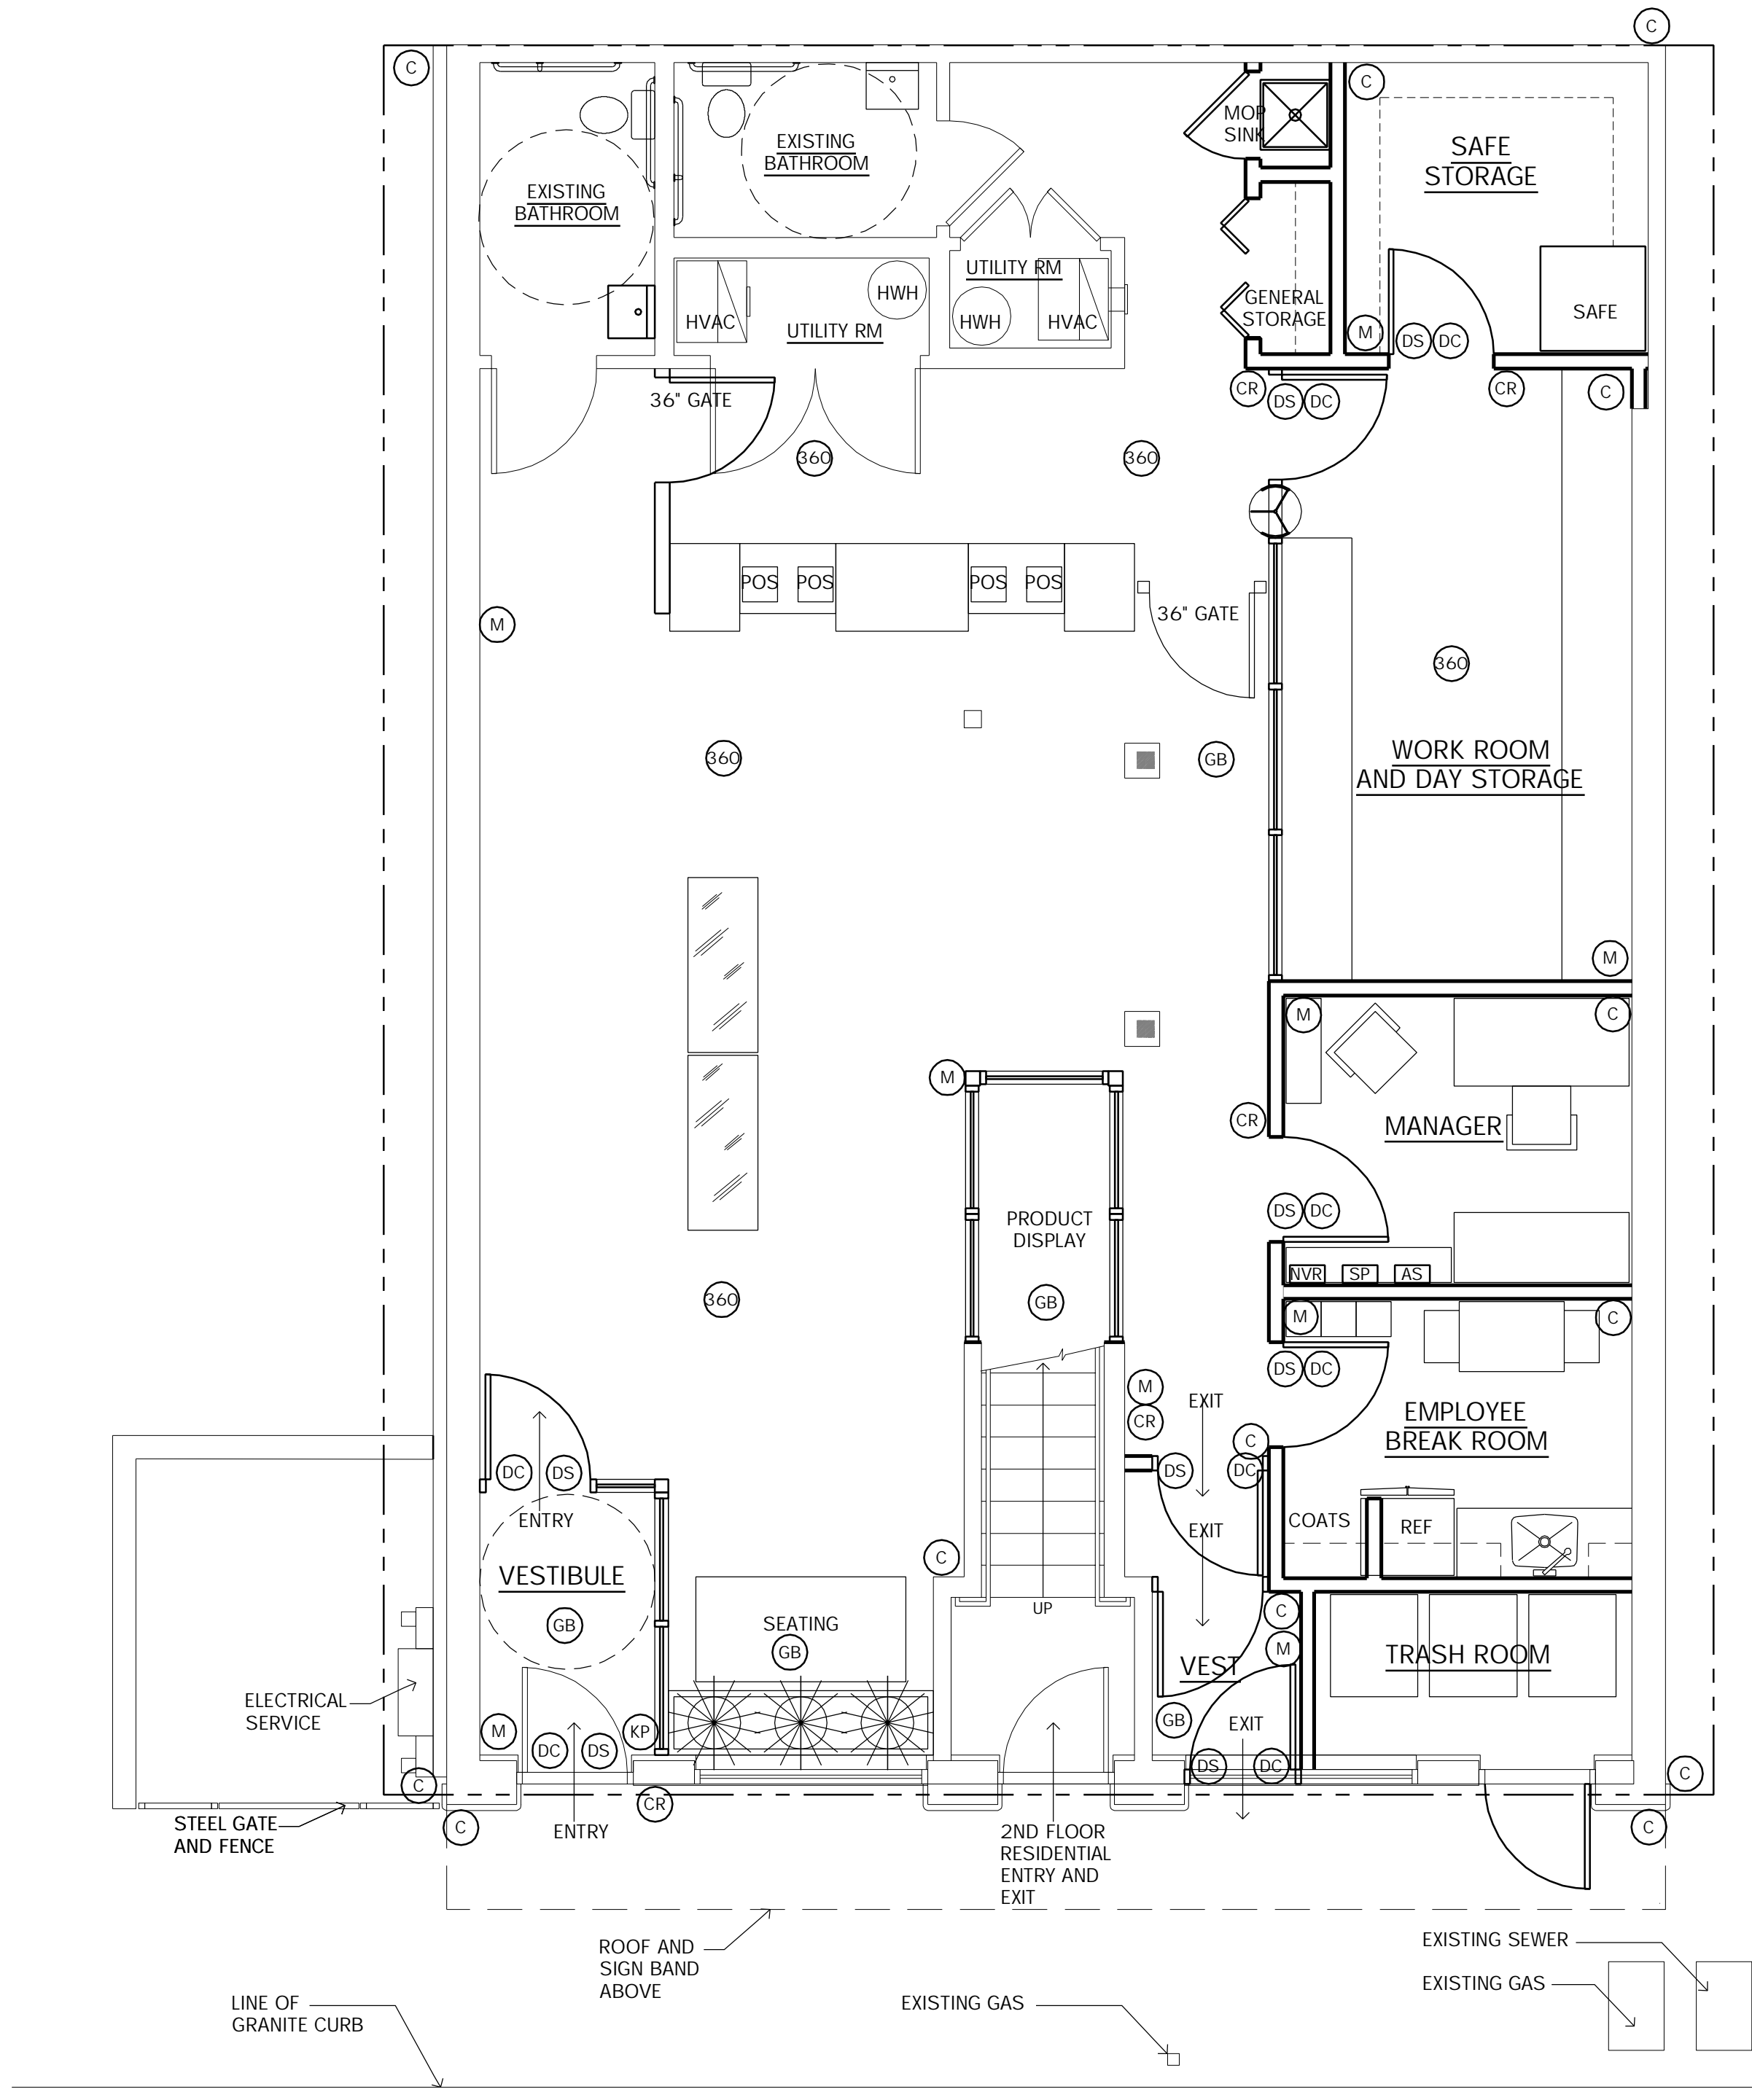 C
C
C
MOP
SINK
SAFE
STORAGE
EXISTING
BATHROOM
EXISTING
BATHROOM
UTILITY RM
HWH
HVAC
UTILITY RM
HWH
HVAC
GENERAL
STORAGE
SAFE
M
DS
DC
CR
DS
DC
CR
C
36" GATE
360
360
POS
POS
POS
POS
36" GATE
M
360
WORK ROOM
AND DAY STORAGE
360
GB
M
M
C
M
CR
MANAGER
DS
DC
PRODUCT
DISPLAY
NVR
SP
AS
360
GB
M
C
DS
DC
M
CR
EXIT
EMPLOYEE
BREAK ROOM
C
DC
DS
DS
DC
ENTRY
EXIT
COATS
REF
C
VESTIBULE
UP
C
GB
SEATING
GB
M
VEST
TRASH ROOM
ELECTRICAL
SERVICE
M
DC
DS
KP
GB
EXIT
DS
DC
C
C
STEEL GATE
AND FENCE
C
CR
ENTRY
2ND FLOOR
RESIDENTIAL
ENTRY AND
EXIT
C
ROOF AND
SIGN BAND
ABOVE
EXISTING SEWER
EXISTING GAS
LINE OF
GRANITE CURB
EXISTING GAS